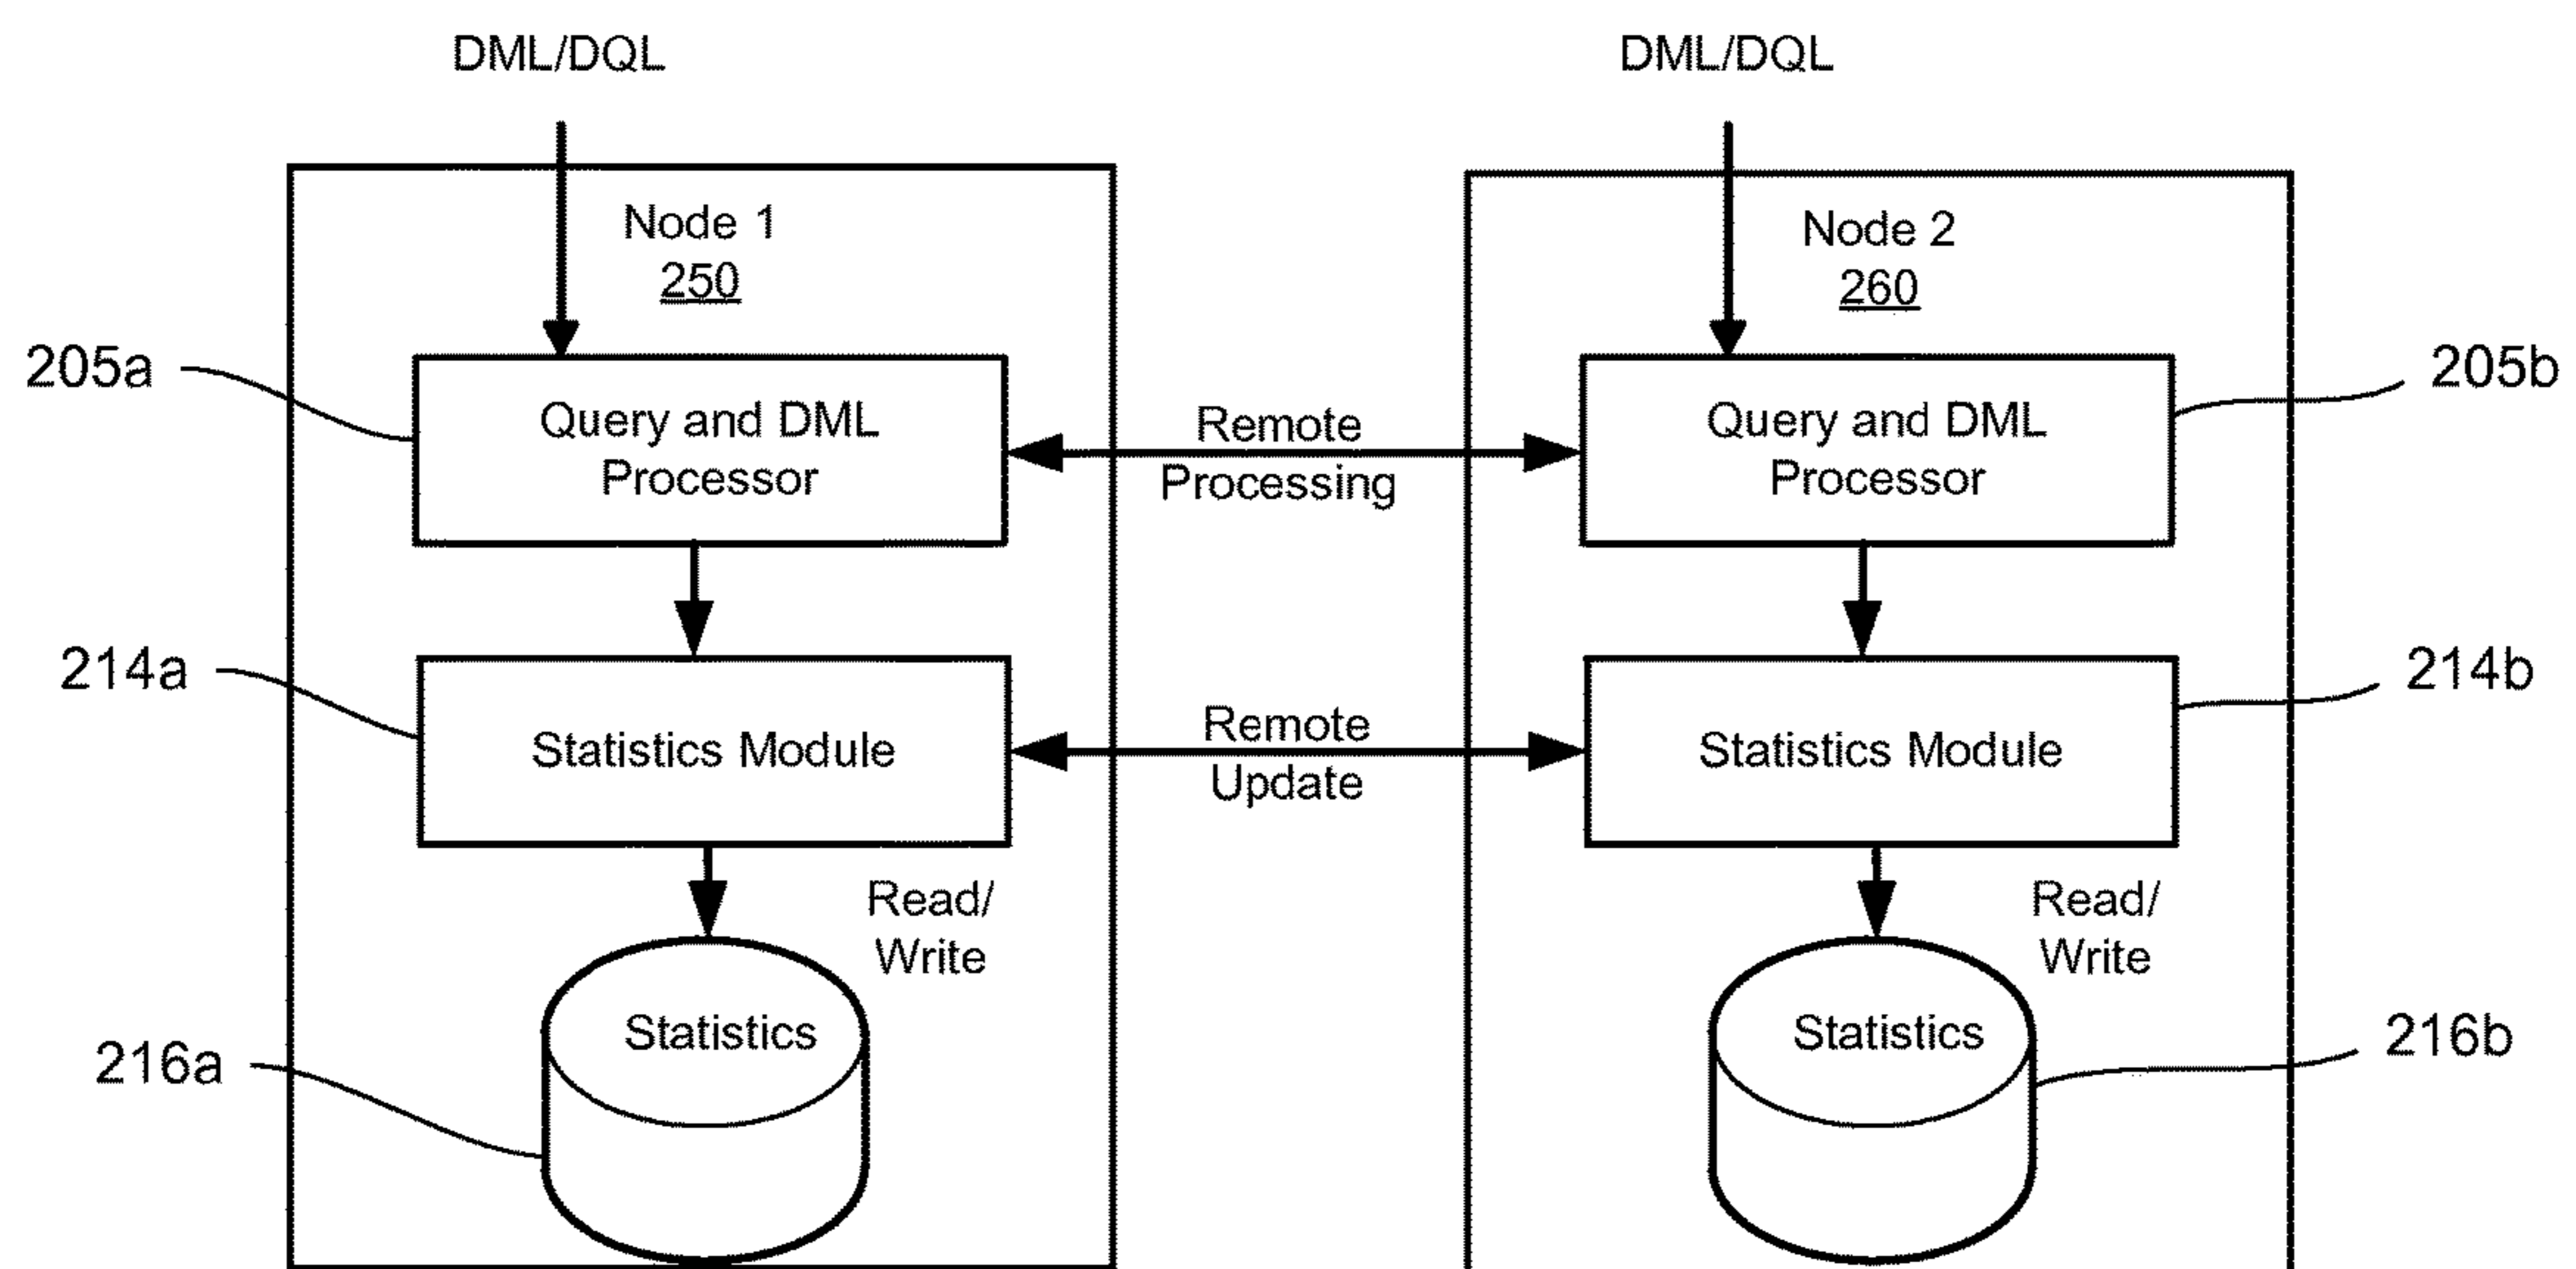 DML/DQL
DML/DQL
Node 1
250
Node 2
260
205a
Query and DML
Processor
Remote
Processing
Query and DML
Processor
205b
214a
Statistics Module
Remote
Update
Statistics Module
214b
Read/
Write
Read/
Write
Statistics
Statistics
216a
216b